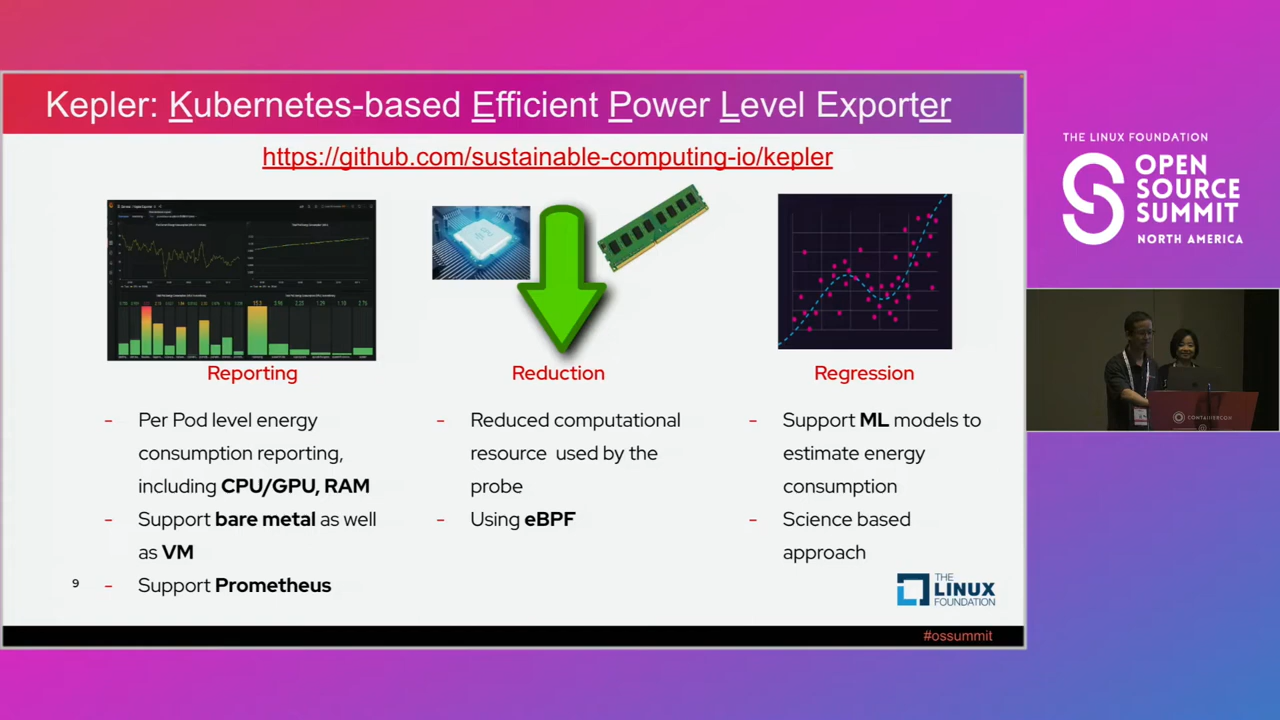 Kepler: Kubernetes-based Efficient Power Level Exporter
https://github.com/sustainable-computing-io/kepler
Reporting
- Per Pod level energy
consumption reporting,
including CPU/GPU, RAM
- Support bare metal as well
as VM
- Support Prometheus
Reduction
- Reduced computational
resource used by the
probe
- Using eBPF
Regression
- Support ML models to
estimate energy
consumption
- Science based
approach
9
THE
LINUX
FOUNDATION
#ossummit
THE LINUX FOUNDATION
OPEN
SOURCE
SUMMIT
NORTH AMERICA
CONTAINERCON